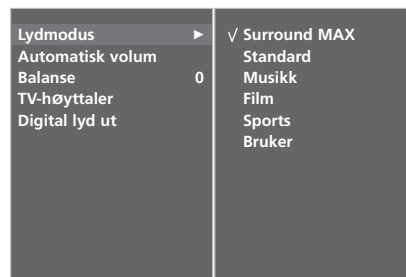 Lydmodus ►
Automatisk volum
Balanse 0
TV-høyttaler
Digital lyd ut
√ Surround MAX
Standard
Musikk
Film
Sports
Bruker